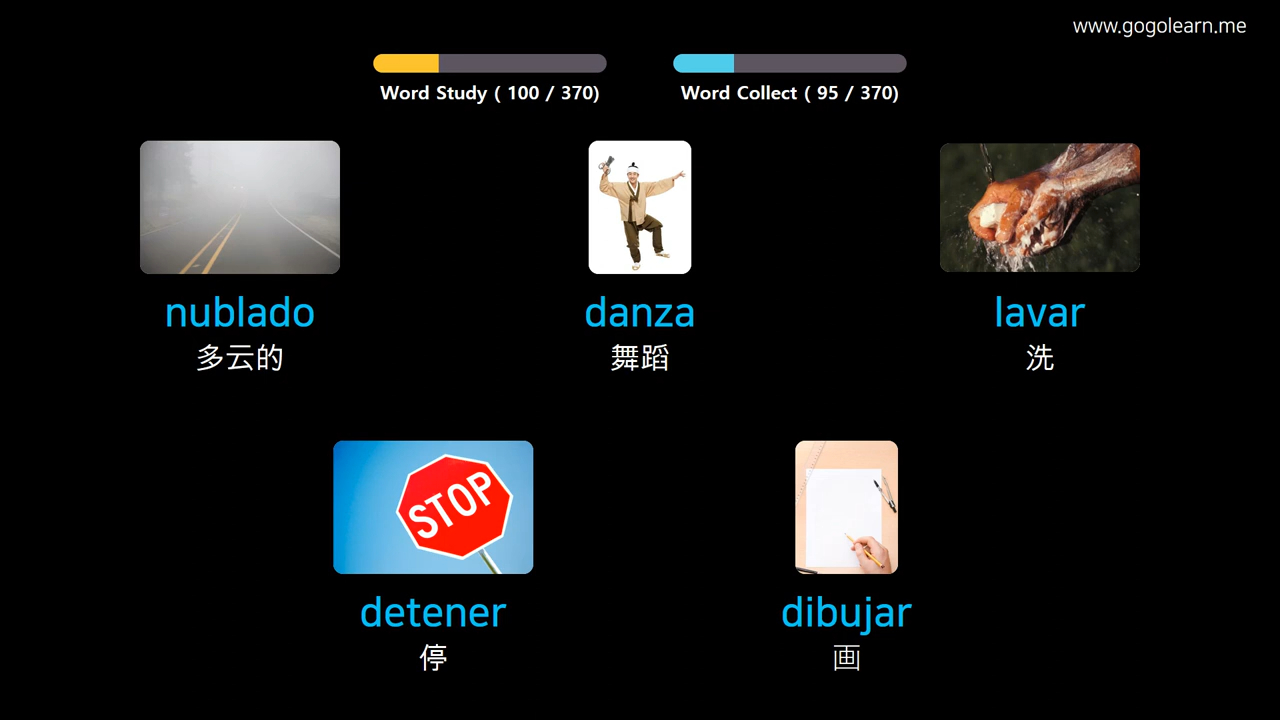 www.gogolearn.me
Word Study ( 100 / 370)
Word Collect ( 95 / 370)
nublado
多云的
danza
舞蹈
lavar
洗
STOP
detener
停
dibujar
画